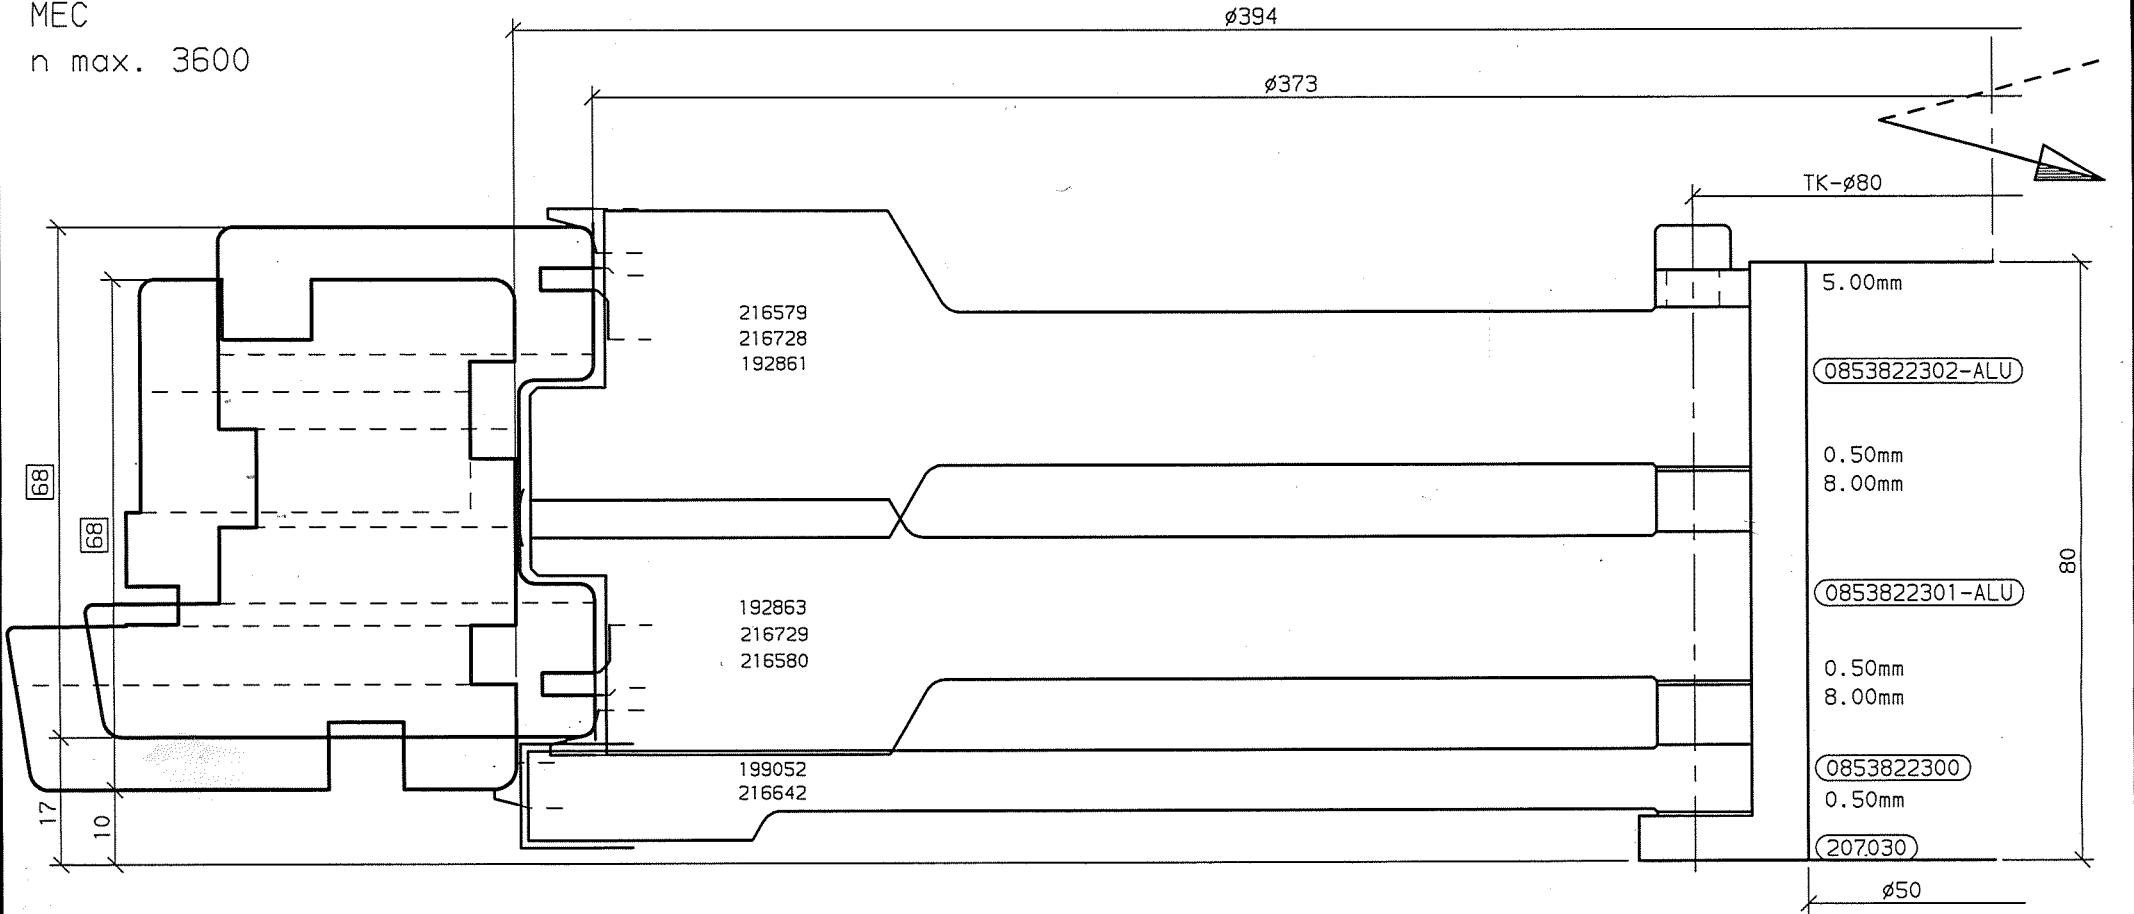 MEC
n max. 3600
ø394
ø373
TK-ø80
5.00mm
216579
216728
192861
0853822302-ALU
0.50mm
8.00mm
68
68
80
192863
216729
216580
0853822301-ALU
0.50mm
8.00mm
199052
216642
0853822300
0.50mm
17
10
207030
ø50